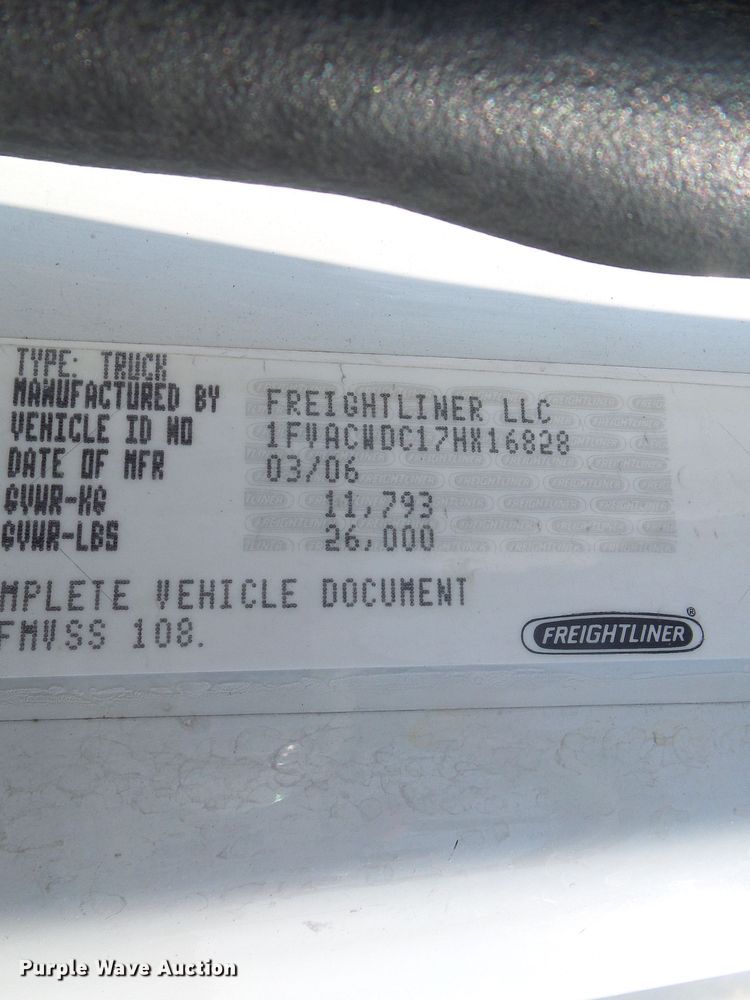 TYPE: TRUCK
MANUFACTURED BY FREIGHTLINER LLC
VEHICLE ID NO 1FVACWDC17HX16828
DATE OF MFR 03/06
GVWR-KG 11,793
GVWR-LBS 26,000
MPLETE VEHICLE DOCUMENT
FMVSS 108.
FREIGHTLINER®
Purple Wave Auction